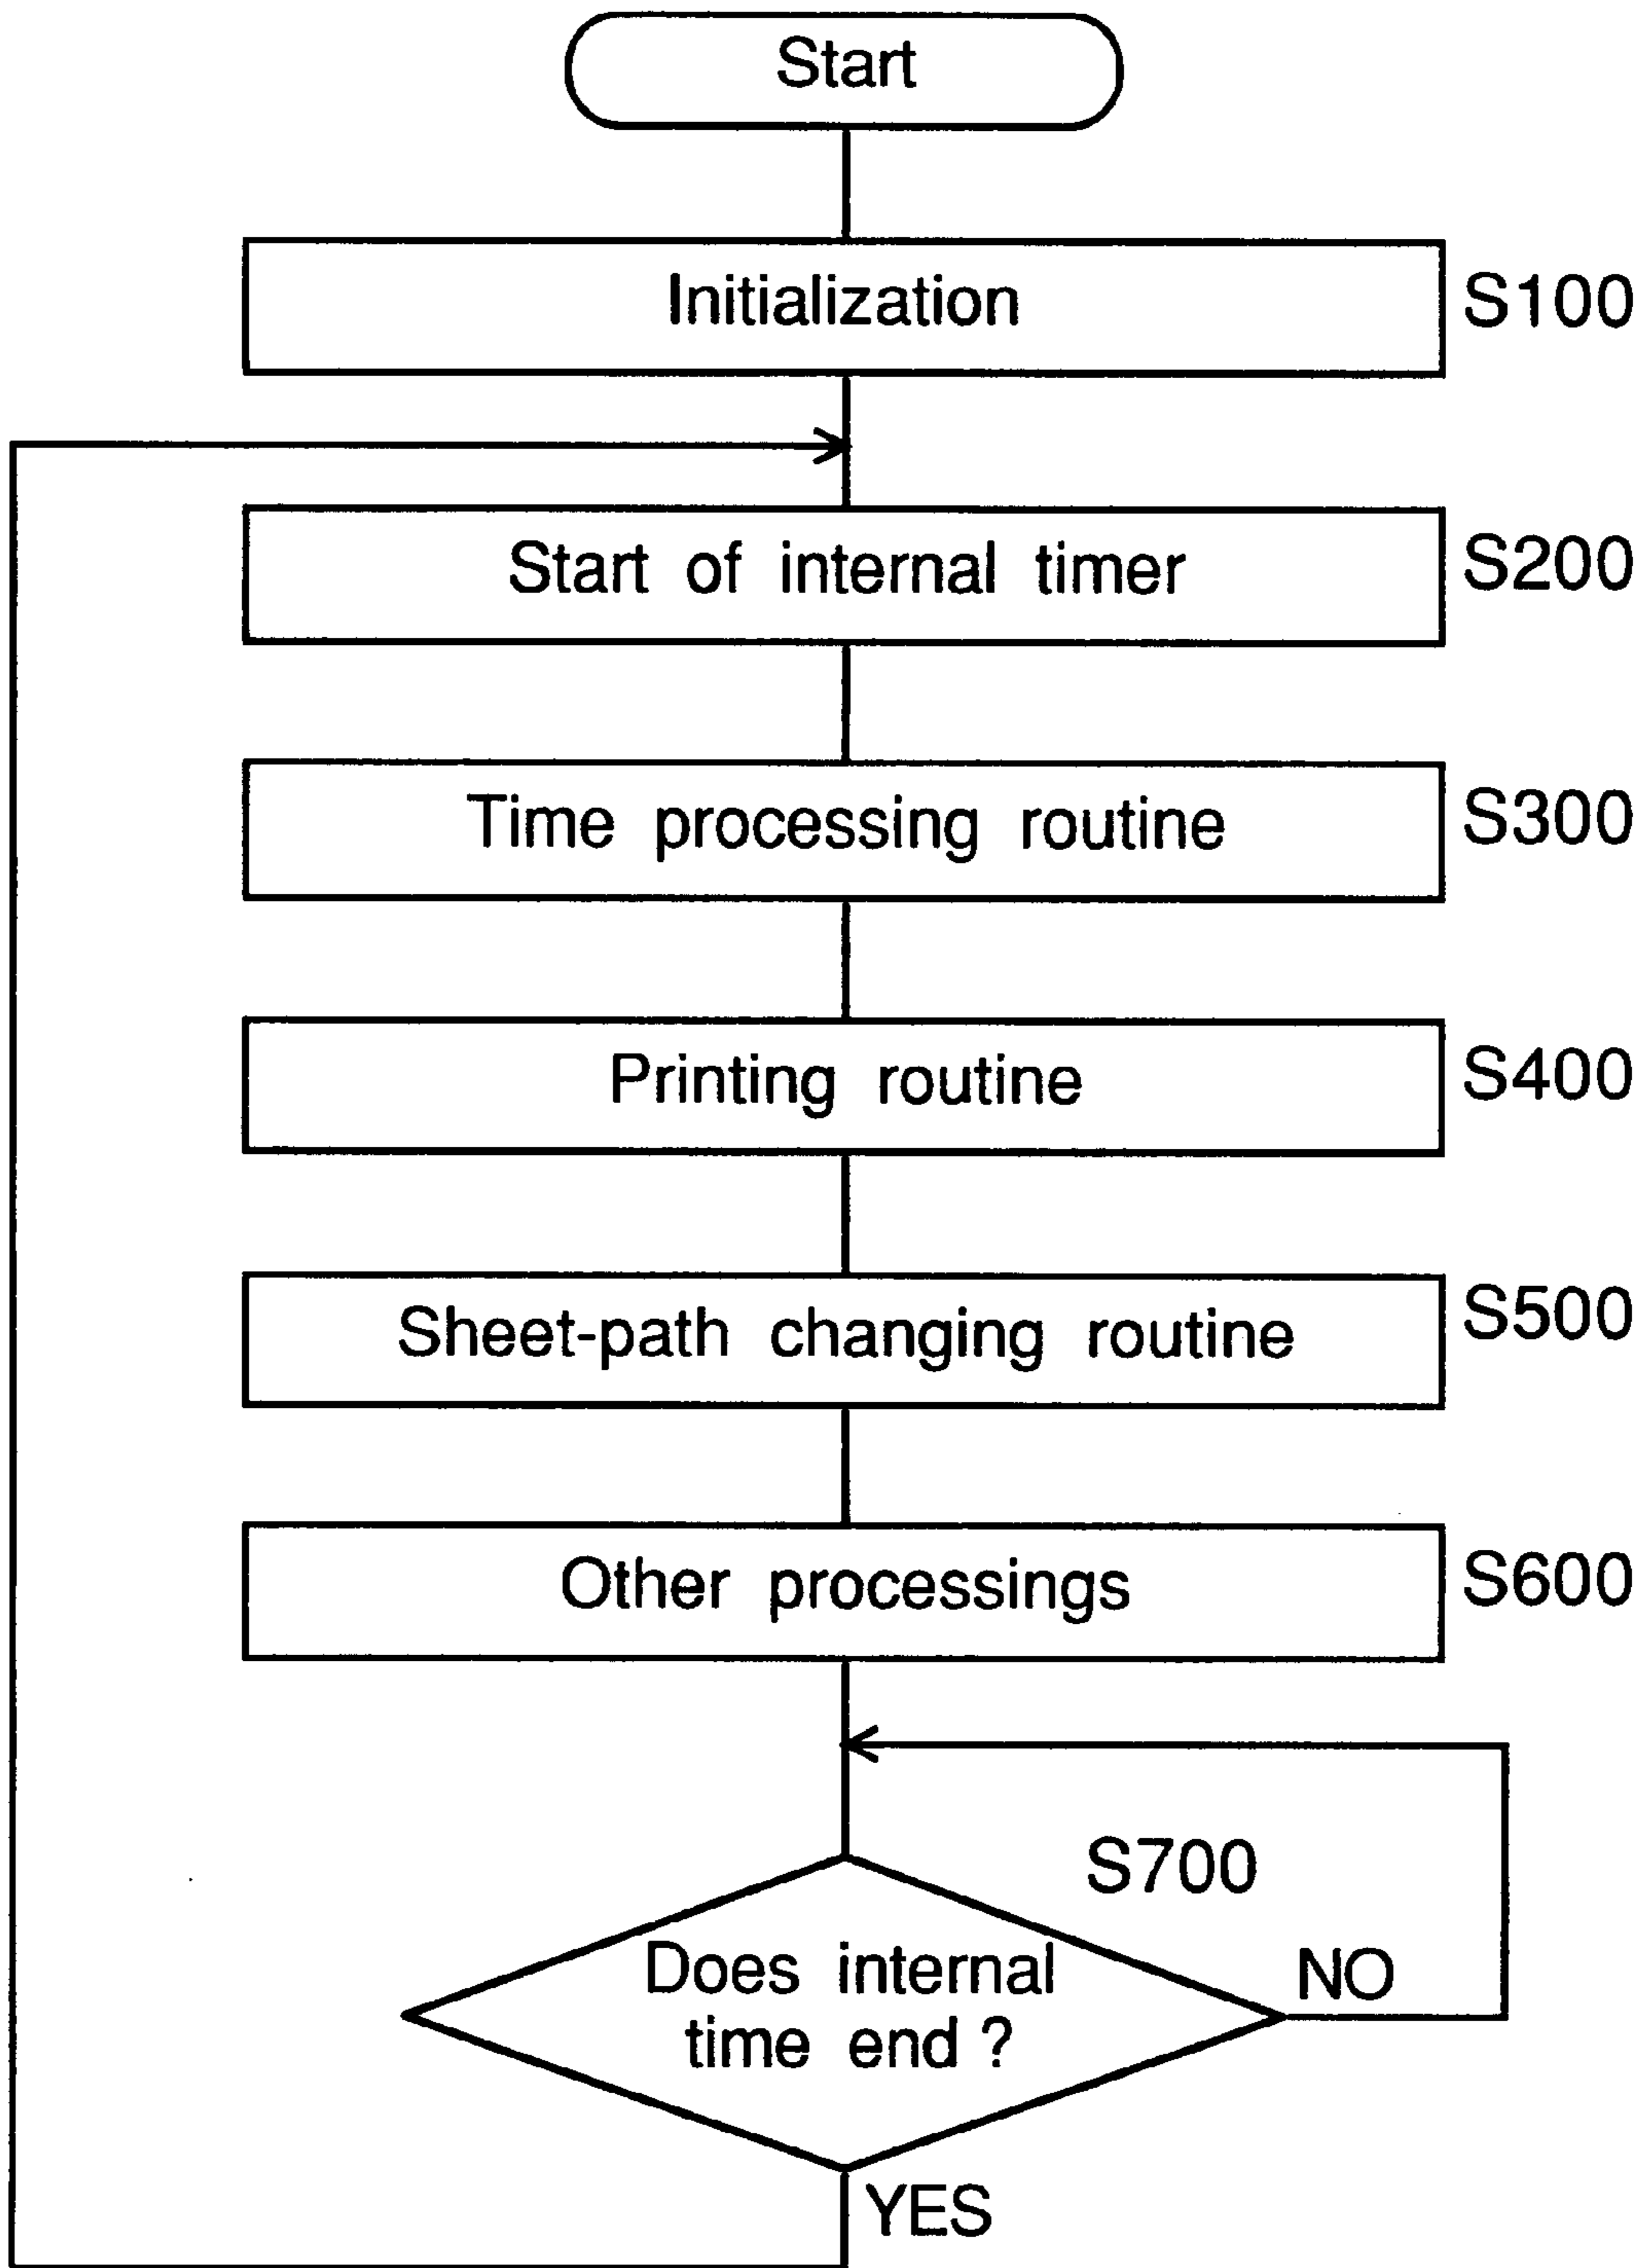 Start
Initialization S100
Start of internal timer S200
Time processing routine S300
Printing routine S400
Sheet-path changing routine S500
Other processings S600
S700
Does internal
time end ?
NO
YES